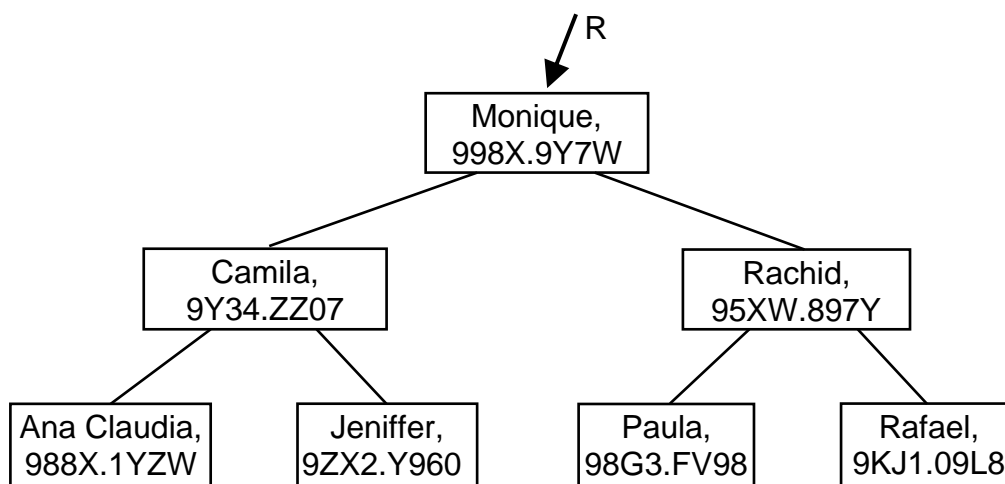 R
Monique,
998X.9Y7W
Camila,
9Y34.ZZ07
Rachid,
95XW.897Y
Ana Claudia,
988X.1YZW
Jeniffer,
9ZX2.Y960
Paula,
98G3.FV98
Rafael,
9KJ1.09L8